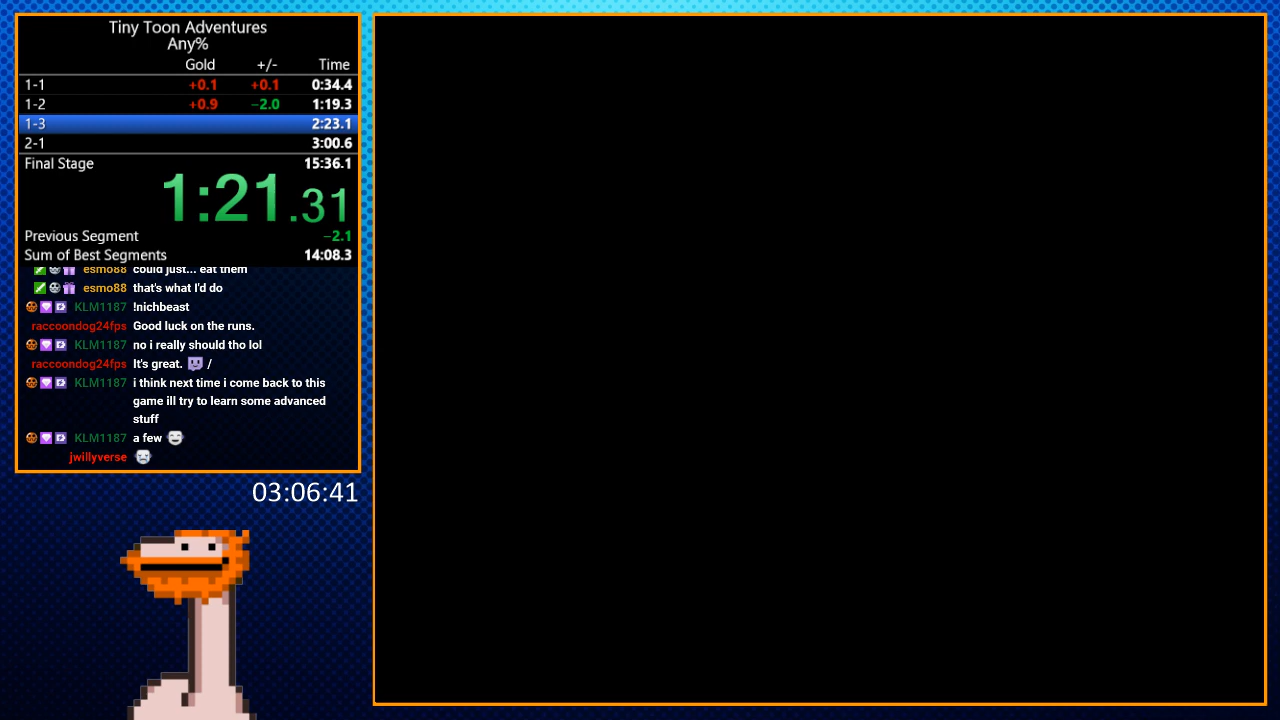 Tiny Toon Adventures
Any%
Gold +/- Time
1-1 +0.1 +0.1 0:34.4
1-2 +0.9 −2.0 1:19.3
1-3 2:23.1
2-1 3:00.6
Final Stage 15:36.1
1:21.31
Previous Segment −2.1
Sum of Best Segments 14:08.3
esmo88 could just... eat them
esmo88 that's what I'd do
KLM1187 !nichbeast
raccoondog24fps Good luck on the runs.
KLM1187 no i really should tho lol
raccoondog24fps It's great. /
KLM1187 i think next time i come back to this
game ill try to learn some advanced
stuff
KLM1187 a few
jwillyverse
03:06:41